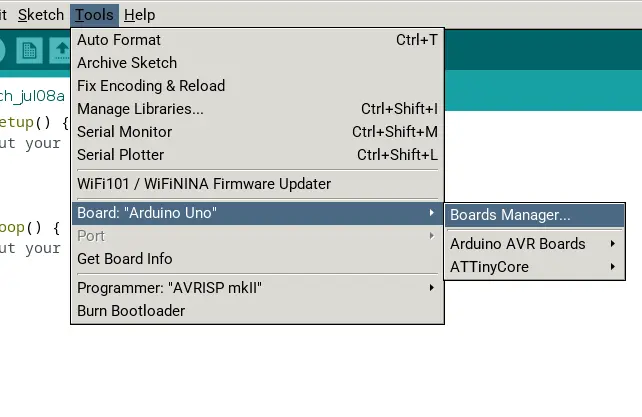 it Sketch Tools Help
Auto Format Ctrl+T
Archive Sketch
Fix Encoding & Reload
ch_jul08a Manage Libraries... Ctrl+Shift+I
etup() { Serial Monitor Ctrl+Shift+M
ut your Serial Plotter Ctrl+Shift+L
WiFi101 / WiFiNINA Firmware Updater
Board: "Arduino Uno" Boards Manager...
oop() { Port
ut your Get Board Info Arduino AVR Boards
ATTinyCore
Programmer: "AVRISP mkII"
Burn Bootloader